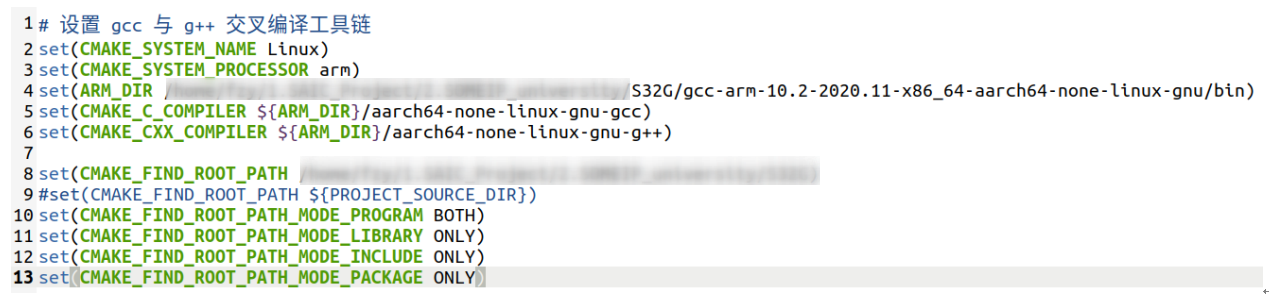 1 # 设置 gcc 与 g++ 交叉编译工具链
2 set(CMAKE_SYSTEM_NAME Linux)
3 set(CMAKE_SYSTEM_PROCESSOR arm)
4 set(ARM_DIR S32G/gcc-arm-10.2-2020.11-x86_64-aarch64-none-linux-gnu/bin)
5 set(CMAKE_C_COMPILER ${ARM_DIR}/aarch64-none-linux-gnu-gcc)
6 set(CMAKE_CXX_COMPILER ${ARM_DIR}/aarch64-none-linux-gnu-g++)
7
8 set(CMAKE_FIND_ROOT_PATH
9 #set(CMAKE_FIND_ROOT_PATH ${PROJECT_SOURCE_DIR})
10 set(CMAKE_FIND_ROOT_PATH_MODE_PROGRAM BOTH)
11 set(CMAKE_FIND_ROOT_PATH_MODE_LIBRARY ONLY)
12 set(CMAKE_FIND_ROOT_PATH_MODE_INCLUDE ONLY)
13 set(CMAKE_FIND_ROOT_PATH_MODE_PACKAGE ONLY)